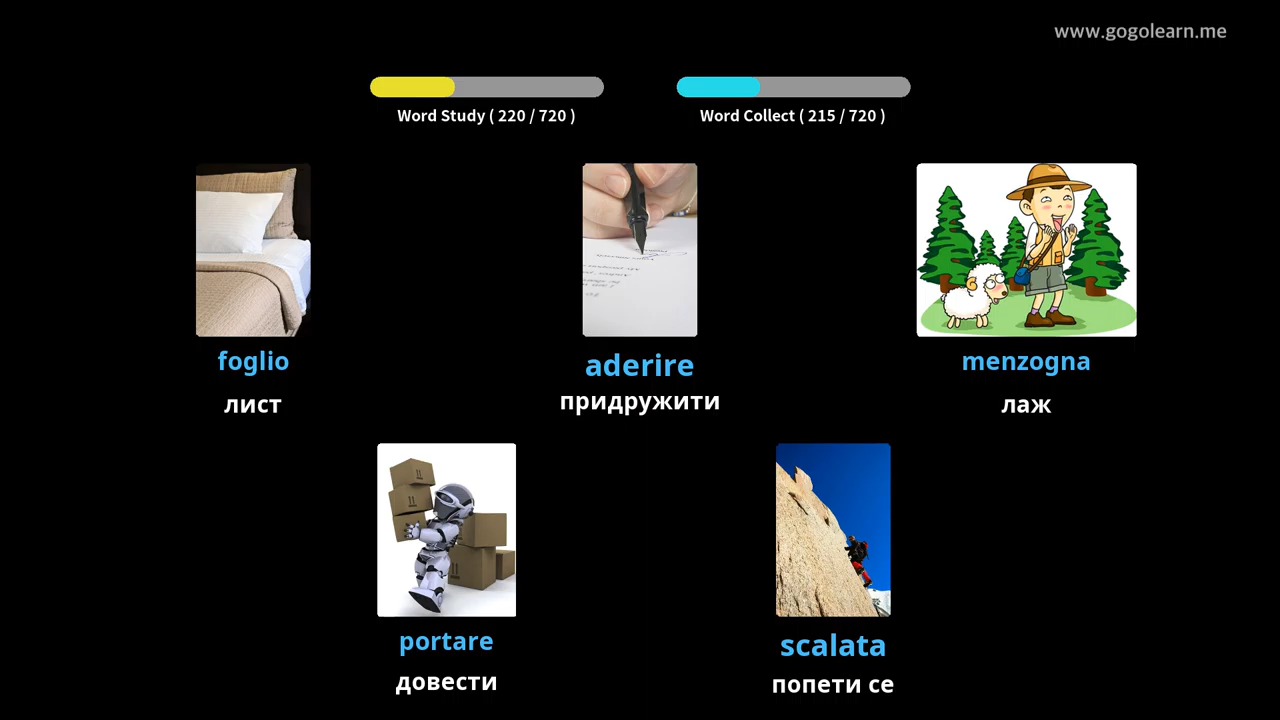 www.gogolearn.me
Word Study ( 220 / 720 )
Word Collect ( 215 / 720 )
foglio
лист
aderire
придружити
menzogna
лаж
portare
довести
scalata
попети се